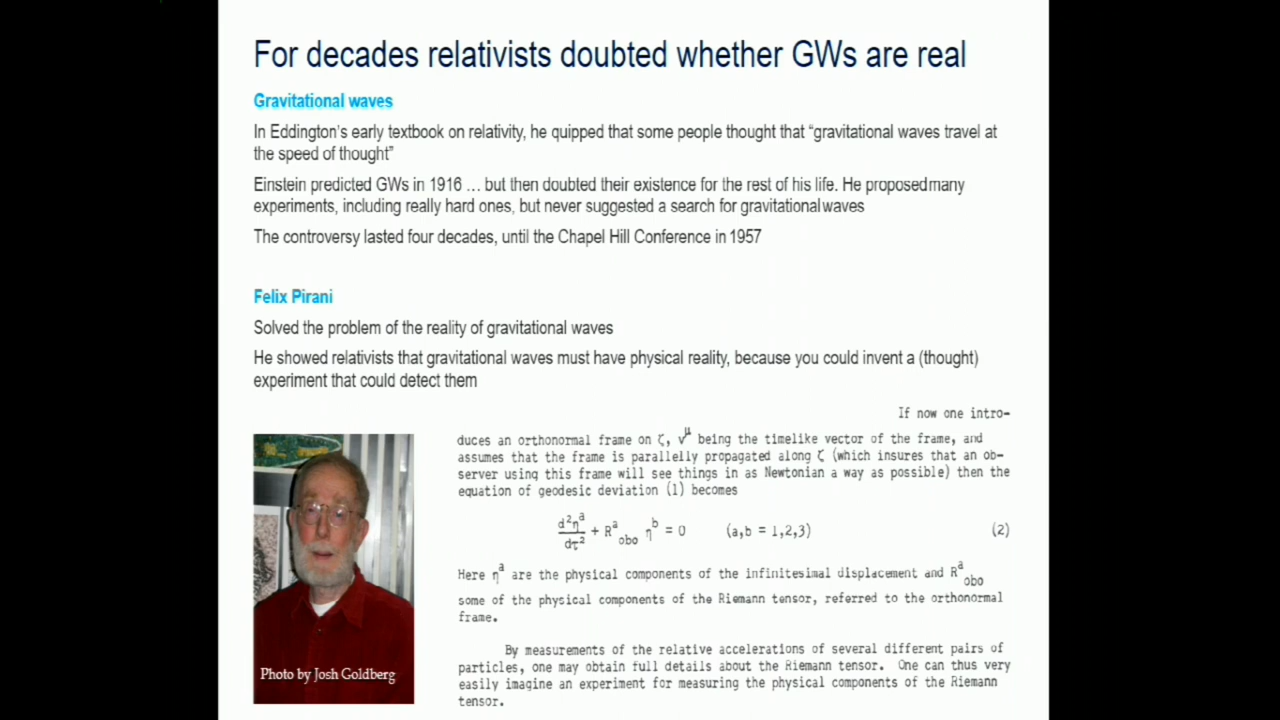 For decades relativists doubted whether GWs are real
Gravitational waves
In Eddington's early textbook on relativity, he quipped that some people thought that “gravitational waves travel at
the speed of thought”
Einstein predicted GWs in 1916 ... but then doubted their existence for the rest of his life. He proposed many
experiments, including really hard ones, but never suggested a search for gravitational waves
The controversy lasted four decades, until the Chapel Hill Conference in 1957
Felix Pirani
Solved the problem of the reality of gravitational waves
He showed relativists that gravitational waves must have physical reality, because you could invent a (thought)
experiment that could detect them
If now one intro-
duces an orthonormal frame on ζ, v^μ being the timelike vector of the frame, and
assumes that the frame is parallelly propagated along ζ (which insures that an ob-
server using this frame will see things in as Newtonian a way as possible) then the
equation of geodesic deviation (1) becomes
d²η^a/dτ² + R^a_obo η^b = 0 (a,b = 1,2,3) (2)
Here η^a are the physical components of the infinitesimal displacement and R^a_obo
some of the physical components of the Riemann tensor, referred to the orthonormal
frame.
By measurements of the relative accelerations of several different pairs of
particles, one may obtain full details about the Riemann tensor. One can thus very
easily imagine an experiment for measuring the physical components of the Riemann
tensor.
Photo by Josh Goldberg